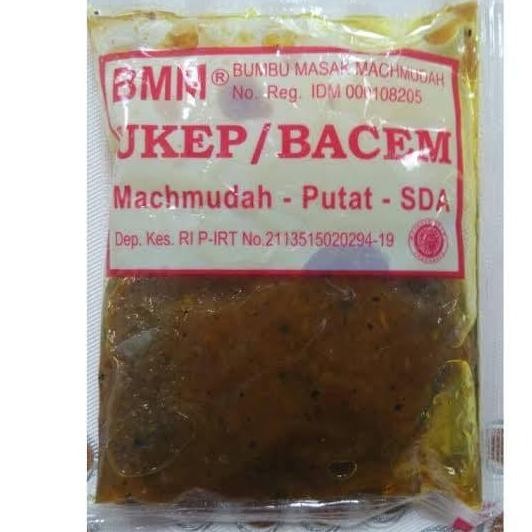 BMM® BUMBU MASAK MACHMUDAH
No. Reg. IDM 000108205
UKEP / BACEM
Machmudah - Putat - SDA
Dep. Kes. RI P-IRT No.2113515020294-19